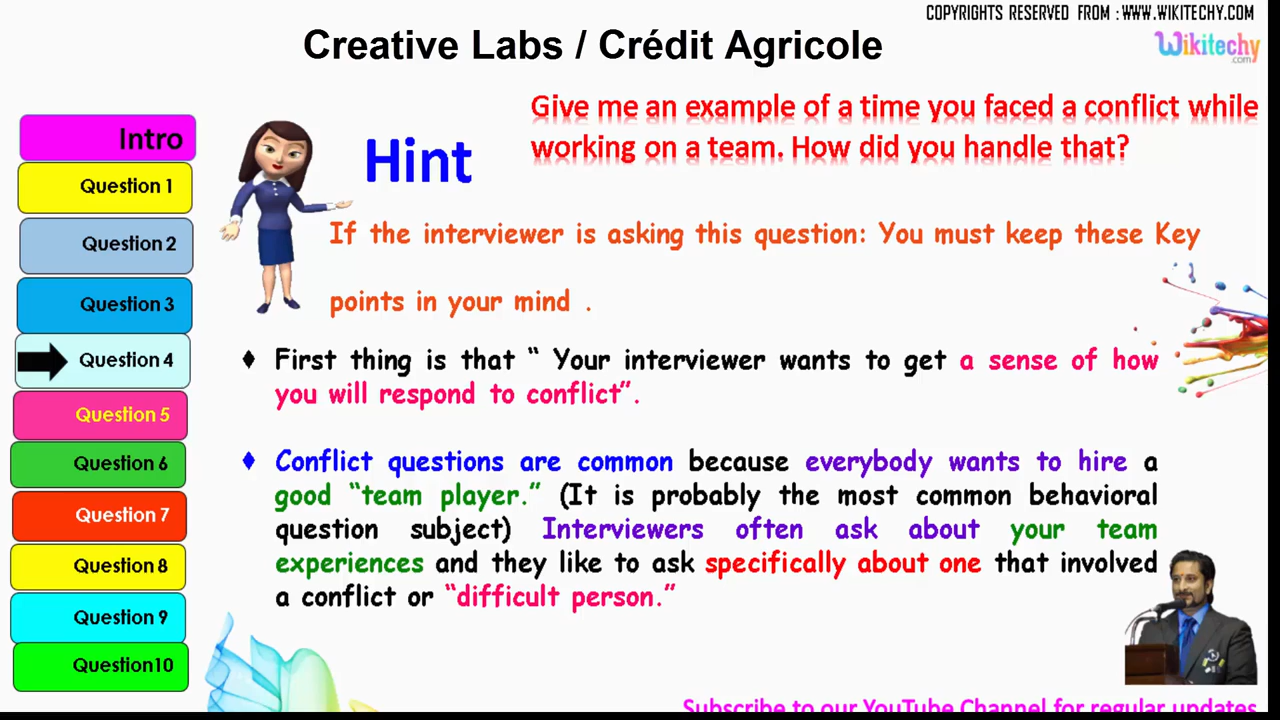 COPYRIGHTS RESERVED FROM : WWW.WIKITECHY.COM
Wikitechy
.com
Creative Labs / Crédit Agricole
Give me an example of a time you faced a conflict while
working on a team. How did you handle that?
Hint
If the interviewer is asking this question: You must keep these Key
points in your mind .
Intro
Question 1
Question 2
Question 3
Question 4
Question 5
Question 6
Question 7
Question 8
Question 9
Question10
♦ First thing is that “ Your interviewer wants to get a sense of how
you will respond to conflict”.
♦ Conflict questions are common because everybody wants to hire a
good “team player.” (It is probably the most common behavioral
question subject) Interviewers often ask about your team
experiences and they like to ask specifically about one that involved
a conflict or “difficult person.”
Subscribe to our YouTube Channel for regular updates